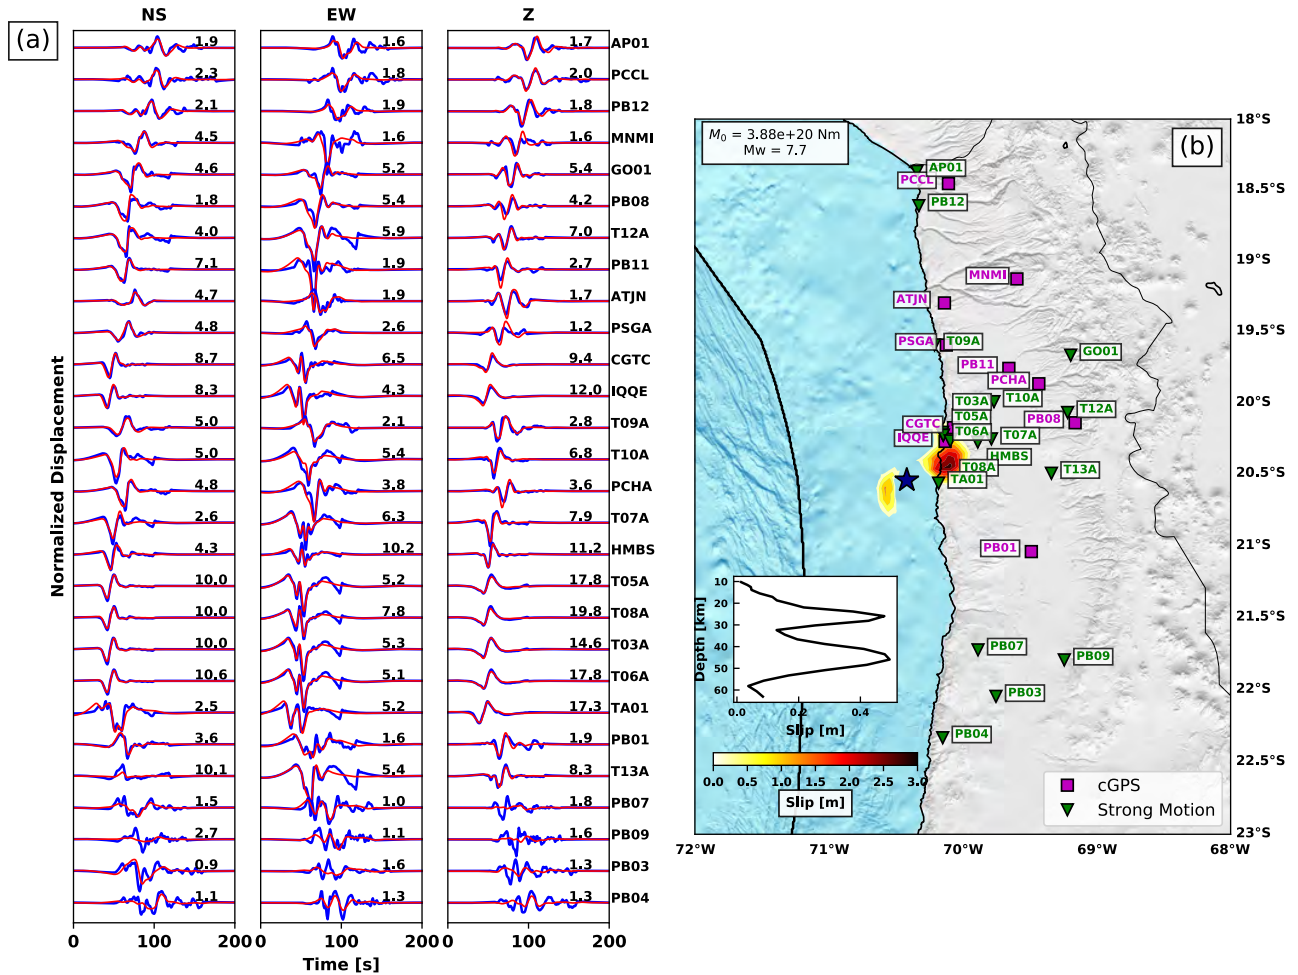 (a)
NS EW Z
1.9 1.6 1.7 AP01
2.3 1.8 2.0 PCCL
2.1 1.9 1.8 PB12
4.5 1.6 1.6 MNMI
4.6 5.2 5.4 GO01
1.8 5.4 4.2 PB08
4.0 5.9 7.0 T12A
7.1 1.9 2.7 PB11
4.7 1.9 1.7 ATJN
4.8 2.6 1.2 PSGA
8.7 6.5 9.4 CGTC
8.3 4.3 12.0 IQQE
5.0 2.1 2.8 T09A
5.0 5.4 6.8 T10A
4.8 3.8 3.6 PCHA
2.6 6.3 7.9 T07A
4.3 10.2 11.2 HMBS
10.0 5.2 17.8 T05A
10.0 7.8 19.8 T08A
10.0 5.3 14.6 T03A
10.6 5.1 17.8 T06A
2.5 5.2 17.3 TA01
3.6 1.6 1.9 PB01
10.1 5.4 8.3 T13A
1.5 1.0 1.8 PB07
2.7 1.1 1.6 PB09
0.9 1.6 1.3 PB03
1.1 1.3 1.3 PB04
Normalized Displacement
0 100 200 0 100 200 0 100 200
Time [s]
(b)
M₀ = 3.88e+20 Nm
Mw = 7.7
AP01
PCCL
PB12
MNMI
ATJN
PSGA
T09A
GO01
PB11
PCHA
T03A
T10A
T12A
T05A
PB08
CGTC
T06A
T07A
IQQE
HMBS
T08A
T13A
TA01
PB01
PB07
PB09
PB03
PB04
10
20
30
40
50
60
Depth [km]
0.0 0.2 0.4
Slip [m]
0.0 0.5 1.0 1.5 2.0 2.5 3.0
Slip [m]
cGPS
Strong Motion
18°S
18.5°S
19°S
19.5°S
20°S
20.5°S
21°S
21.5°S
22°S
22.5°S
23°S
72°W 71°W 70°W 69°W 68°W